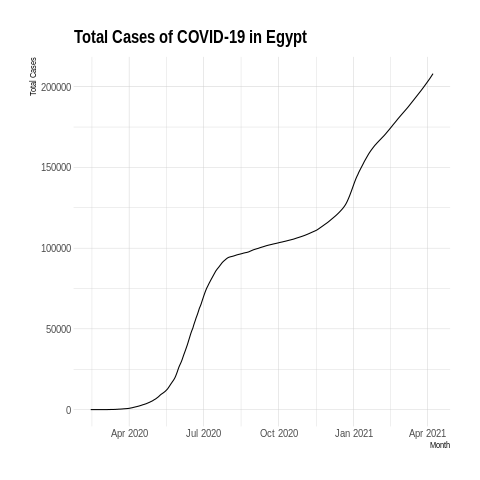 Total Cases of COVID-19 in Egypt
Total Cases
200000
150000
100000
50000
0
Apr 2020 Jul 2020 Oct 2020 Jan 2021 Apr 2021
Month